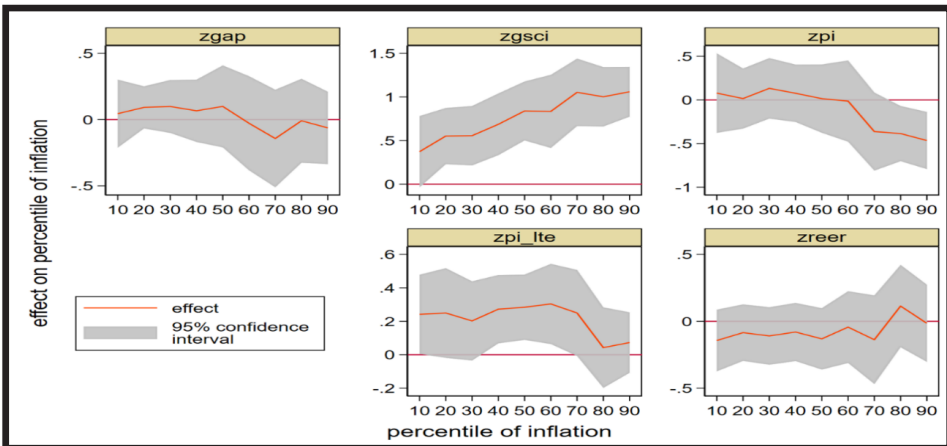 zgap
zgsci
zpi
.5
0
-.5
10 20 30 40 50 60 70 80 90
1.5
1
.5
0
10 20 30 40 50 60 70 80 90
.5
0
-.5
-1
10 20 30 40 50 60 70 80 90
effect on percentile of inflation
zpi_lte
zreer
.6
.4
.2
0
-.2
10 20 30 40 50 60 70 80 90
.5
0
-.5
10 20 30 40 50 60 70 80 90
effect
95% confidence
interval
percentile of inflation